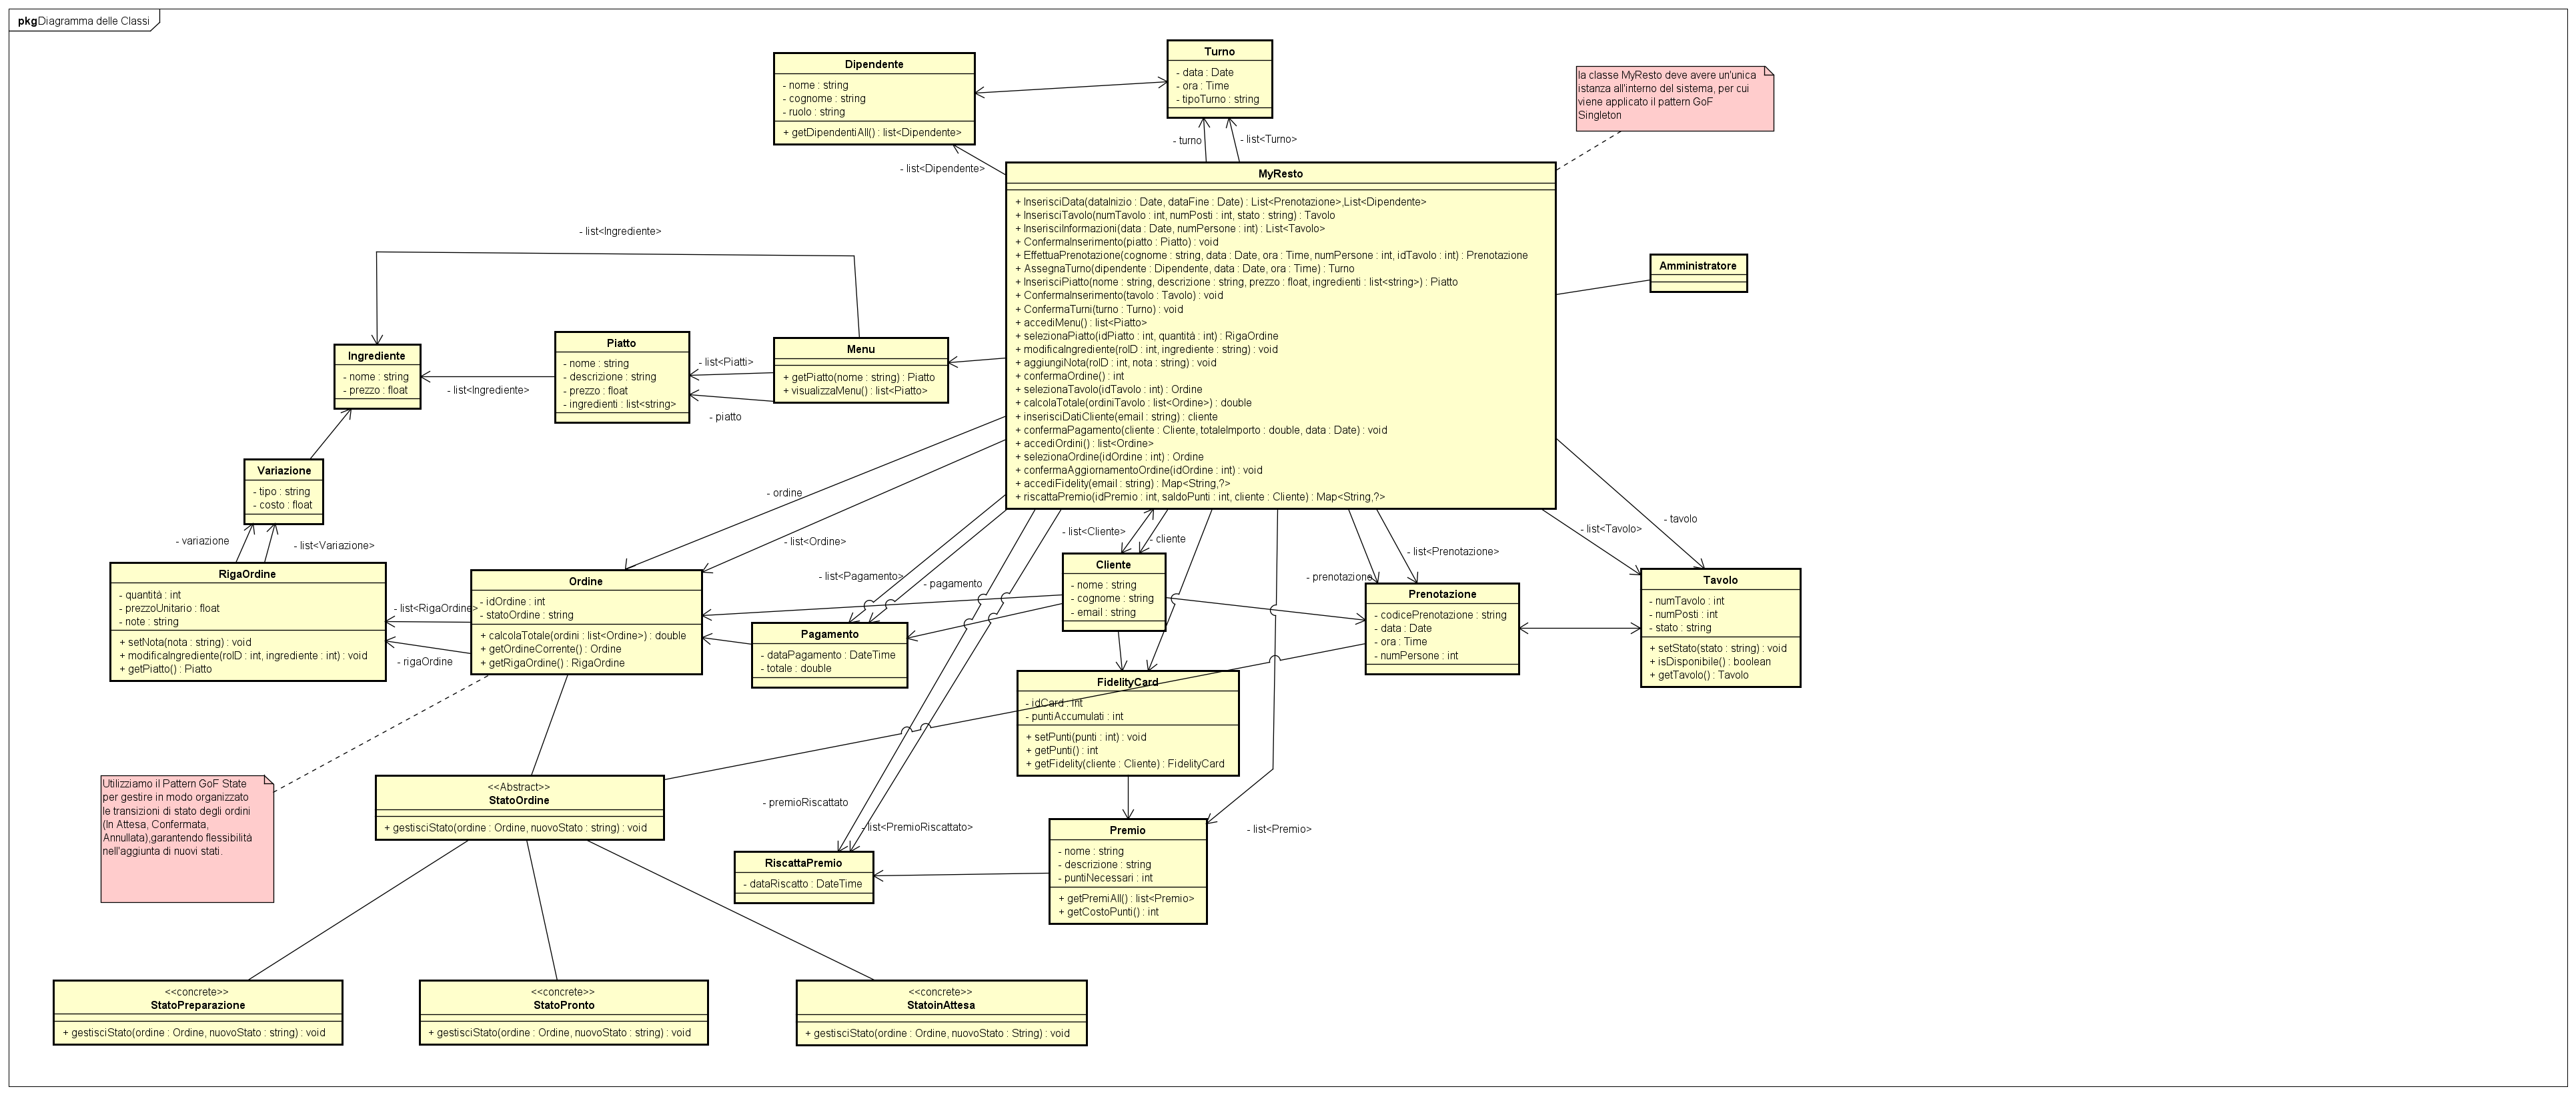 pkg Diagramma delle Classi
Dipendente
- nome : string
- cognome : string
- ruolo : string
+ getDipendentiAll() : list<Dipendente>
Turno
- data : Date
- ora : Time
- tipoTurno : string
la classe MyResto deve avere un'unica
istanza all'interno del sistema, per cui
viene applicato il pattern GoF
Singleton
- turno
- list<Turno>
- list<Dipendente>
MyResto
+ InserisciData(dataInizio : Date, dataFine : Date) : List<Prenotazione>,List<Dipendente>
+ InserisciTavolo(numTavolo : int, numPosti : int, stato : string) : Tavolo
+ InserisciInformazioni(data : Date, numPersone : int) : List<Tavolo>
+ ConfermaInserimento(piatto : Piatto) : void
+ EffettuaPrenotazione(cognome : string, data : Date, ora : Time, numPersone : int, idTavolo : int) : Prenotazione
+ AssegnaTurno(dipendente : Dipendente, data : Date, ora : Time) : Turno
+ InserisciPiatto(nome : string, descrizione : string, prezzo : float, ingredienti : list<string>) : Piatto
+ ConfermaInserimento(tavolo : Tavolo) : void
+ ConfermaTurni(turno : Turno) : void
+ accediMenu() : list<Piatto>
+ selezionaPiatto(idPiatto : int, quantità : int) : RigaOrdine
+ modificaIngrediente(roID : int, ingrediente : string) : void
+ aggiungiNota(roID : int, nota : string) : void
+ confermaOrdine() : int
+ selezionaTavolo(idTavolo : int) : Ordine
+ calcolaTotale(ordiniTavolo : list<Ordine>) : double
+ inserisciDatiCliente(email : string) : cliente
+ confermaPagamento(cliente : Cliente, totaleImporto : double, data : Date) : void
+ accediOrdini() : list<Ordine>
+ selezionaOrdine(idOrdine : int) : Ordine
+ confermaAggiornamentoOrdine(idOrdine : int) : void
+ accediFidelity(email : string) : Map<String,?>
+ riscattaPremio(idPremio : int, saldoPunti : int, cliente : Cliente) : Map<String,?>
Amministratore
- list<Ingrediente>
Ingrediente
- nome : string
- prezzo : float
- list<Ingrediente>
Piatto
- nome : string
- descrizione : string
- prezzo : float
- ingredienti : list<string>
- list<Piatti>
- piatto
Menu
+ getPiatto(nome : string) : Piatto
+ visualizzaMenu() : list<Piatto>
Variazione
- tipo : string
- costo : float
- variazione
- list<Variazione>
- ordine
- list<Ordine>
- list<Pagamento>
- pagamento
- list<Cliente>
- cliente
- prenotazione
- list<Prenotazione>
- list<Tavolo>
- tavolo
RigaOrdine
- quantità : int
- prezzoUnitario : float
- note : string
+ setNota(nota : string) : void
+ modificaIngrediente(roID : int, ingrediente : int) : void
+ getPiatto() : Piatto
- list<RigaOrdine>
- rigaOrdine
Ordine
- idOrdine : int
- statoOrdine : string
+ calcolaTotale(ordini : list<Ordine>) : double
+ getOrdineCorrente() : Ordine
+ getRigaOrdine() : RigaOrdine
Pagamento
- dataPagamento : DateTime
- totale : double
Cliente
- nome : string
- cognome : string
- email : string
Prenotazione
- codicePrenotazione : string
- data : Date
- ora : Time
- numPersone : int
Tavolo
- numTavolo : int
- numPosti : int
- stato : string
+ setStato(stato : string) : void
+ isDisponibile() : boolean
+ getTavolo() : Tavolo
FidelityCard
- idCard : int
- puntiAccumulati : int
+ setPunti(punti : int) : void
+ getPunti() : int
+ getFidelity(cliente : Cliente) : FidelityCard
Utilizziamo il Pattern GoF State
per gestire in modo organizzato
le transizioni di stato degli ordini
(In Attesa, Confermata,
Annullata),garantendo flessibilità
nell'aggiunta di nuovi stati.
<<Abstract>>
StatoOrdine
+ gestisciStato(ordine : Ordine, nuovoStato : string) : void
- premioRiscattato
- list<PremioRiscattato>
- list<Premio>
RiscattaPremio
- dataRiscatto : DateTime
Premio
- nome : string
- descrizione : string
- puntiNecessari : int
+ getPremiAll() : list<Premio>
+ getCostoPunti() : int
<<concrete>>
StatoPreparazione
+ gestisciStato(ordine : Ordine, nuovoStato : string) : void
<<concrete>>
StatoPronto
+ gestisciStato(ordine : Ordine, nuovoStato : string) : void
<<concrete>>
StatoinAttesa
+ gestisciStato(ordine : Ordine, nuovoStato : String) : void